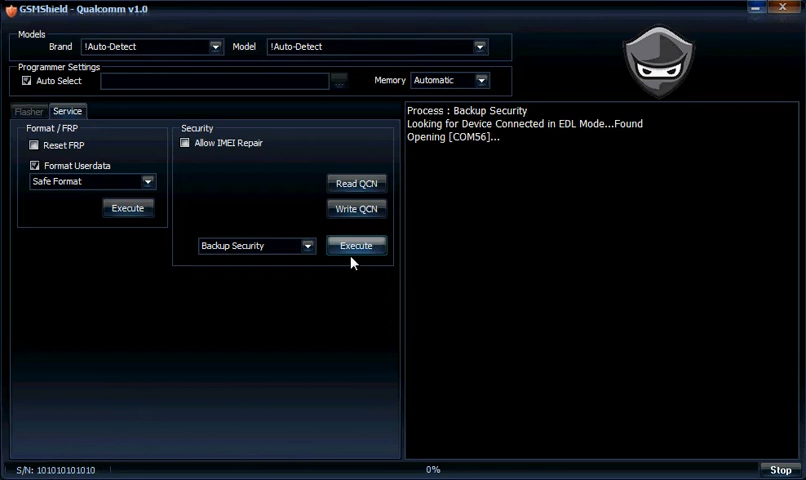 GSMShield - Qualcomm v1.0
Models
Brand !Auto-Detect Model !Auto-Detect
Programmer Settings
Auto Select Memory Automatic
Flasher Service
Format / FRP
Reset FRP
Format Userdata
Safe Format
Execute
Security
Allow IMEI Repair
Read QCN
Write QCN
Backup Security Execute
Process : Backup Security
Looking for Device Connected in EDL Mode...Found
Opening [COM56]...
S/N: 101010101010 0% Stop